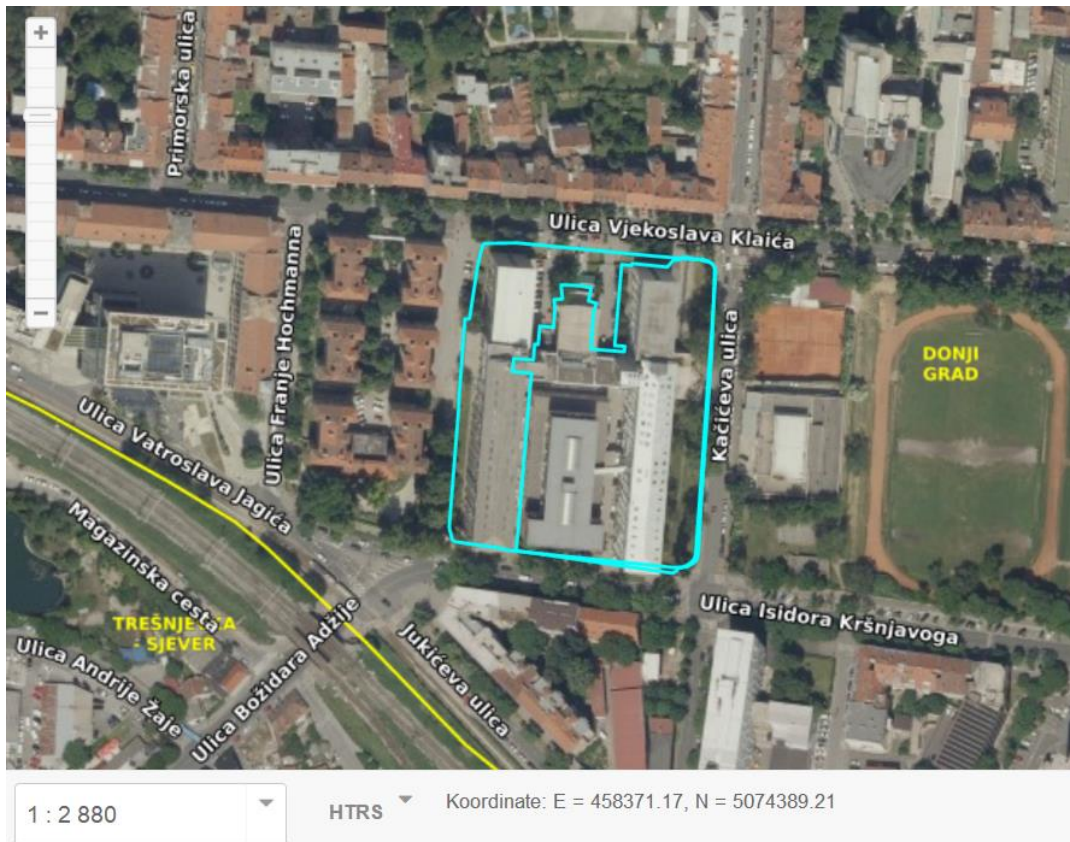 +
Primorska ulica
Ulica Vjekoslava Klaića
Ulica Franje Hochmanna
Kačićeva ulica
DONJI
GRAD
Ulica Vatroslava Jagića
Magazinska cesta
TREŠNJEVKA
- SJEVER
Ulica Isidora Kršnjavoga
Jukićeva ulica
Ulica Andrije Žaje
Ulica Božidara Adžije
1 : 2 880
HTRS
Koordinate: E = 458371.17, N = 5074389.21